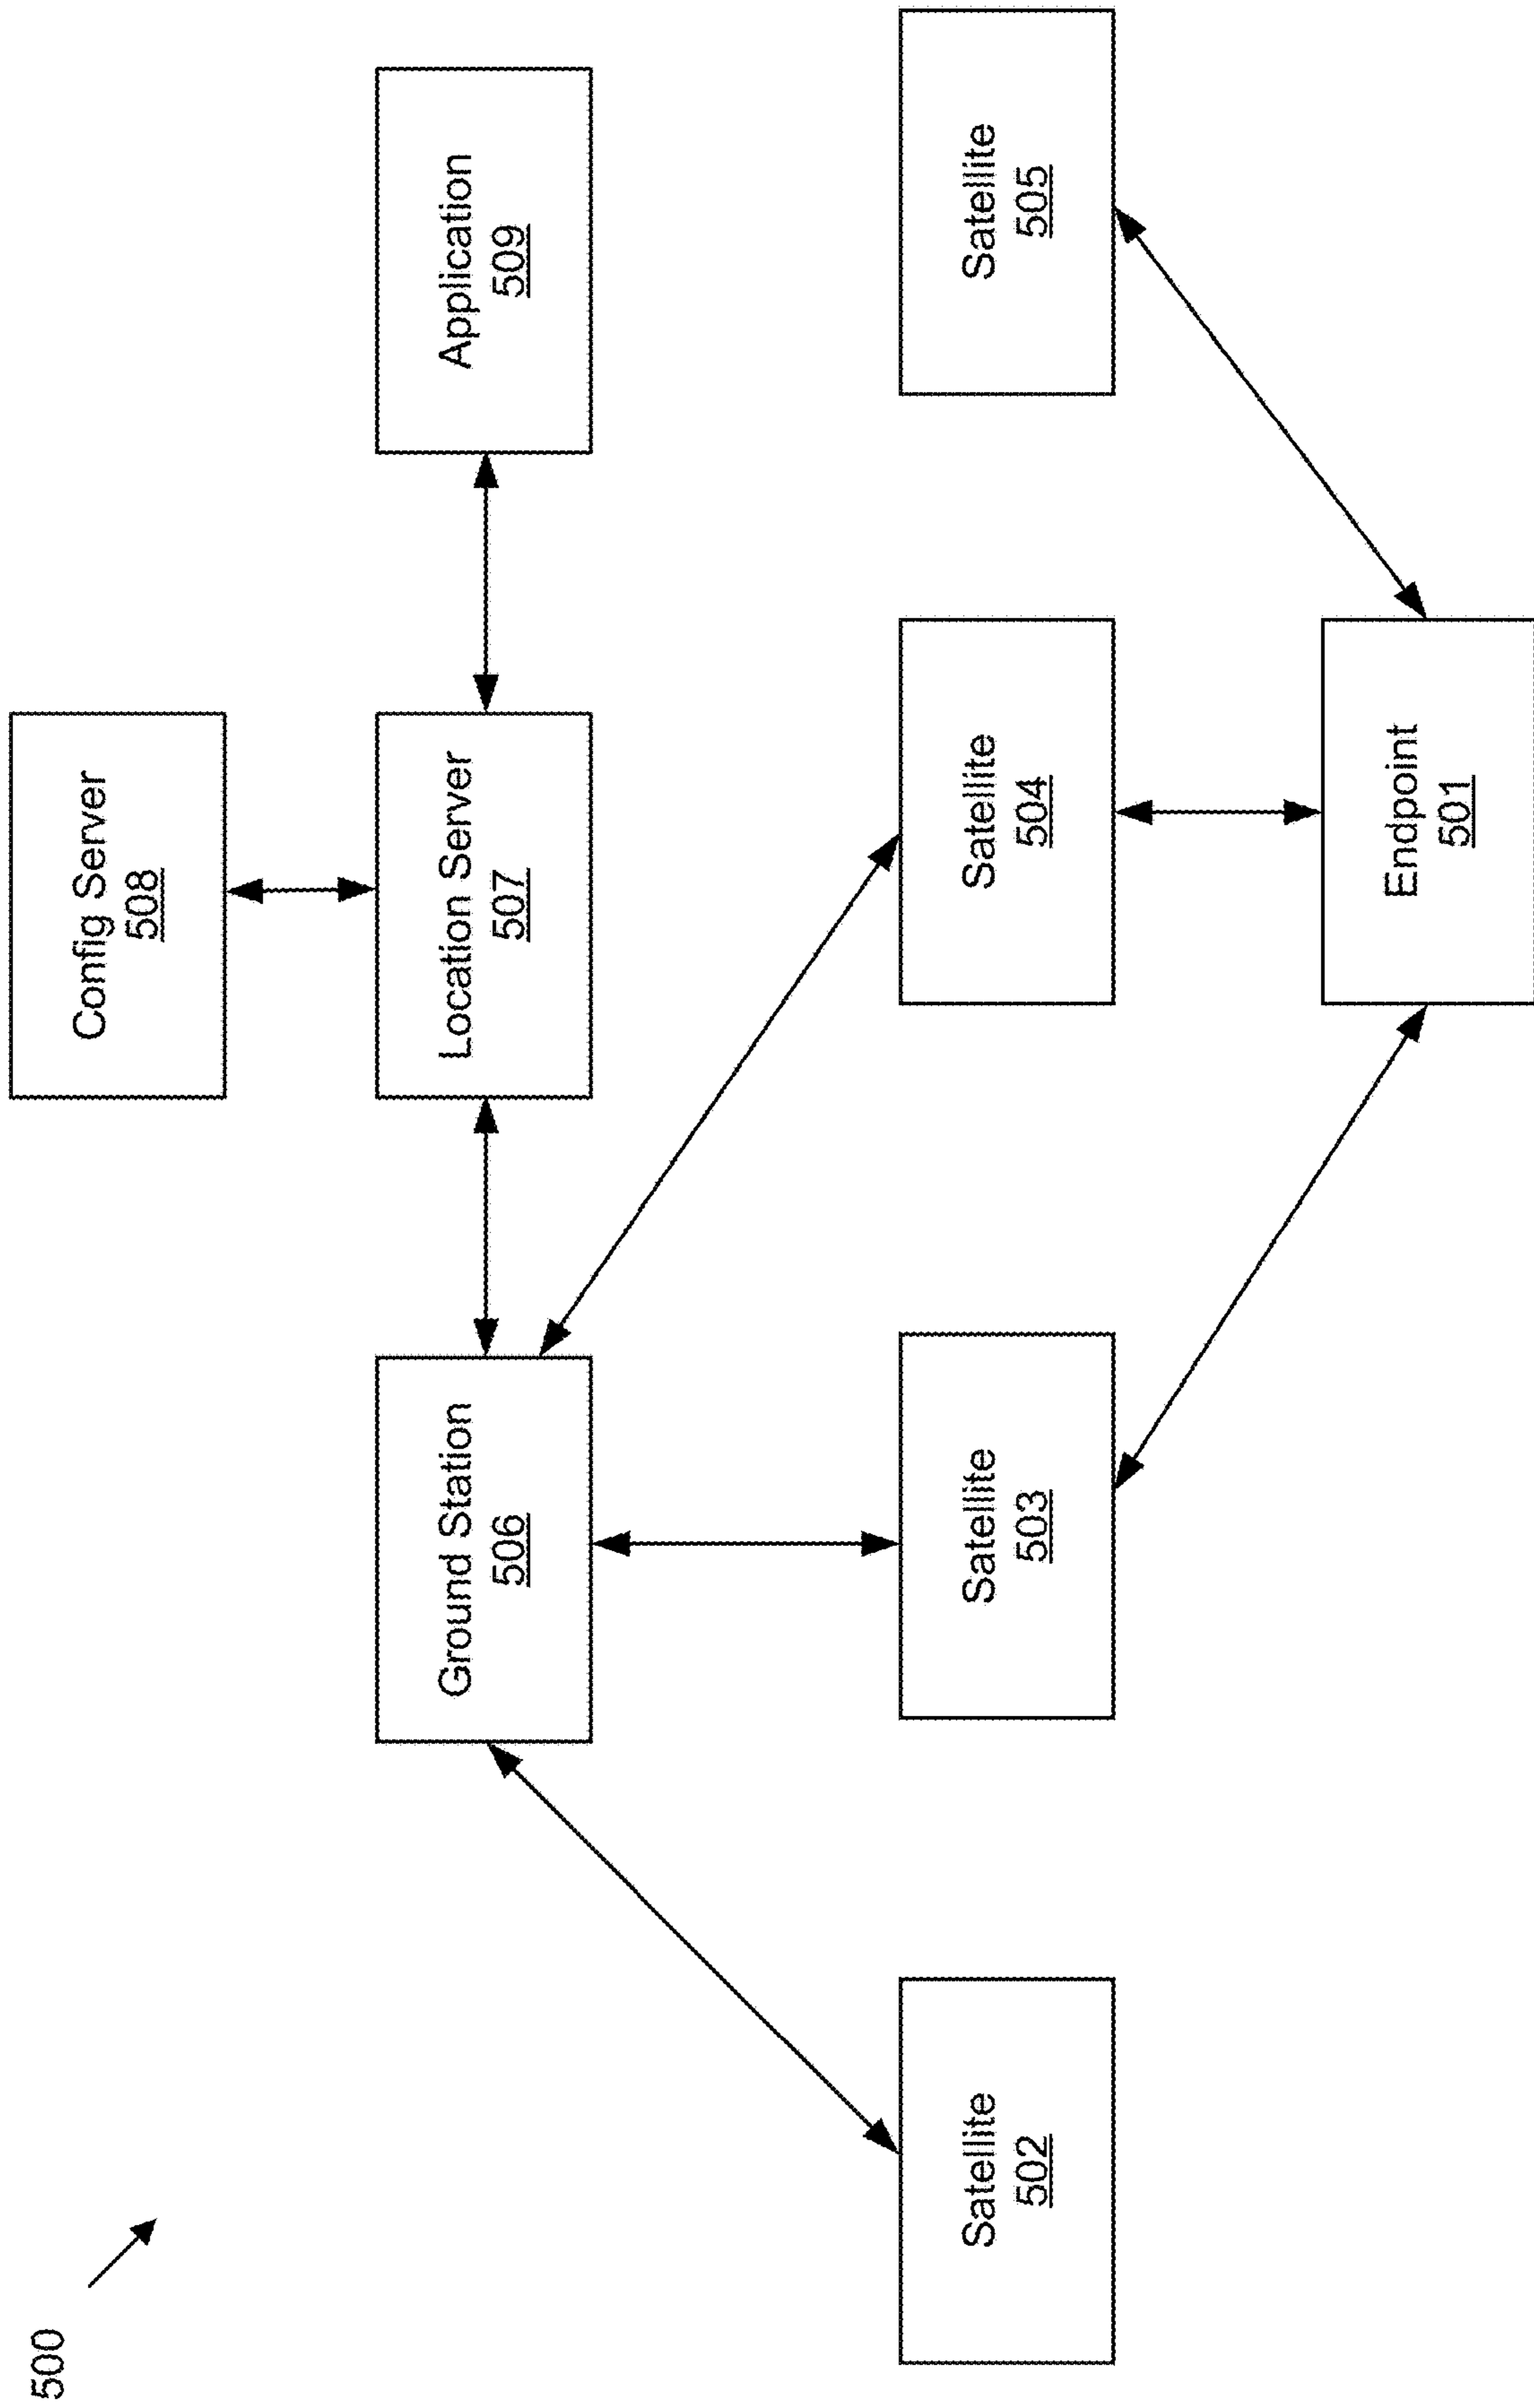 500
Config Server
508
Ground Station
506
Location Server
507
Application
509
Satellite
502
Satellite
503
Satellite
504
Satellite
505
Endpoint
501